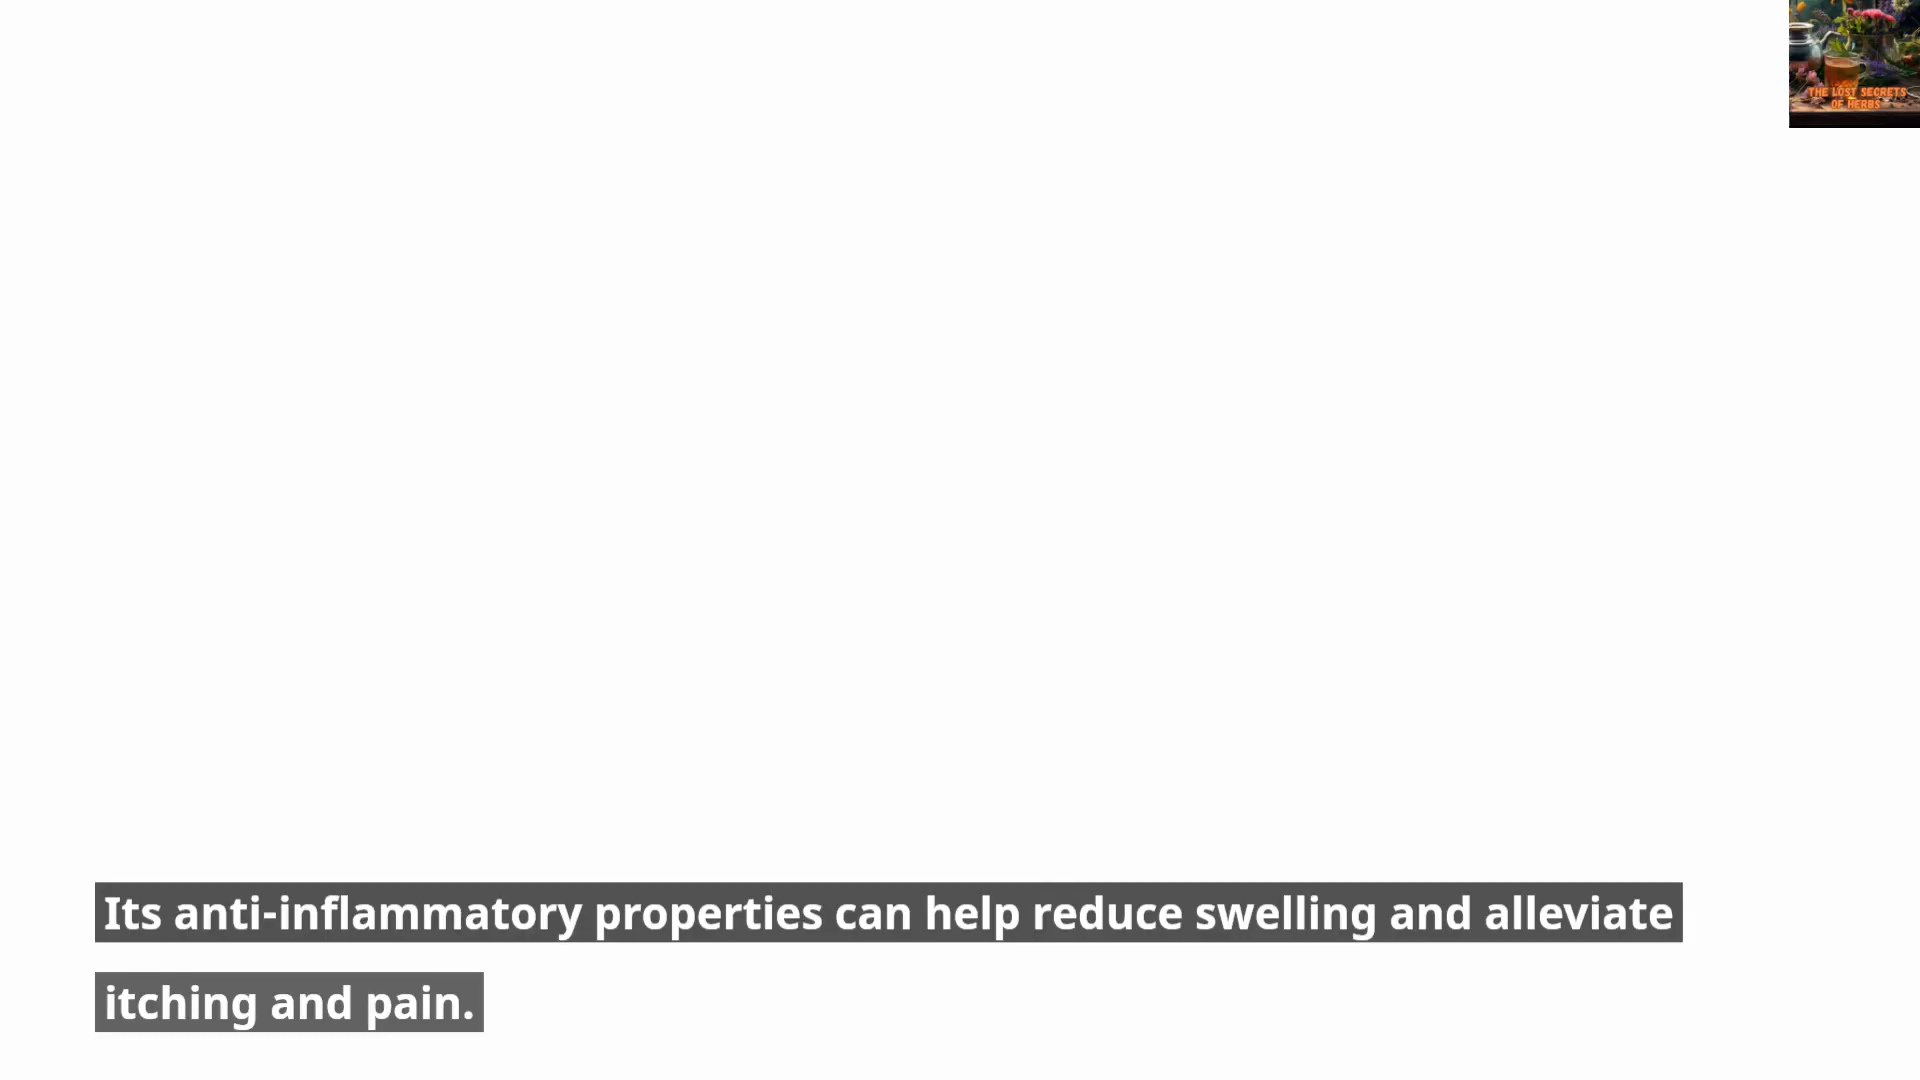 THE LOST SECRETS
OF HERBS
Its anti-inflammatory properties can help reduce swelling and alleviate
itching and pain.